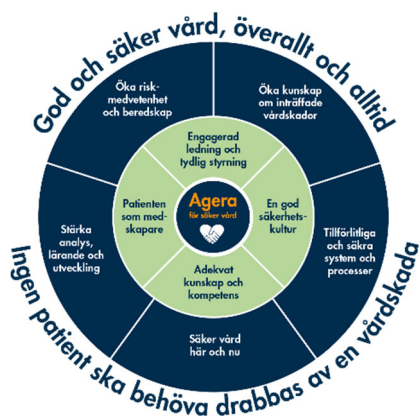 God och säker vård, överallt och alltid
Öka risk-
medvetenhet
och beredskap
Öka kunskap
om inträffade
vårdskador
Engagerad
ledning och
tydlig styrning
Patienten
som med-
skapare
Agera
för säker vård
En god
säkerhets-
kultur
Stärka
analys,
lärande och
utveckling
Tillförlitliga
och säkra
system och
processer
Adekvat
kunskap och
kompetens
Säker vård
här och nu
Ingen patient ska behöva drabbas av en vårdskada